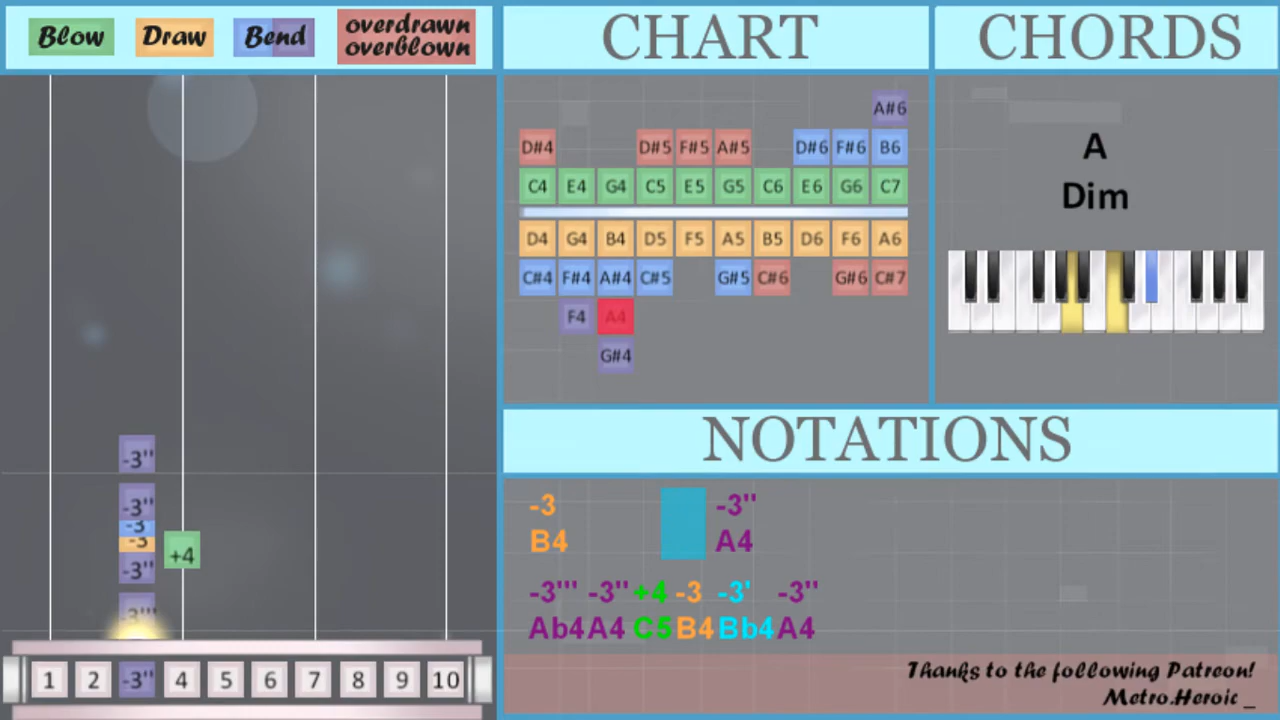 Blow Draw Bend overdrawn
overblown
CHART
CHORDS
A#6
D#4 D#5 F#5 A#5 D#6 F#6 B6
C4 E4 G4 C5 E5 G5 C6 E6 G6 C7
D4 G4 B4 D5 F5 A5 B5 D6 F6 A6
C#4 F#4 A#4 C#5 G#5 C#6 G#6 C#7
F4 A4
G#4
A
Dim
NOTATIONS
-3 -3''
B4 A4
-3''' -3'' +4 -3 -3' -3''
Ab4 A4 C5 B4 Bb4 A4
Thanks to the following Patreon!
Metro.Heroic _
-3''
-3''
-3
-3
+4
-3''
-3'''
1 2 -3'' 4 5 6 7 8 9 10